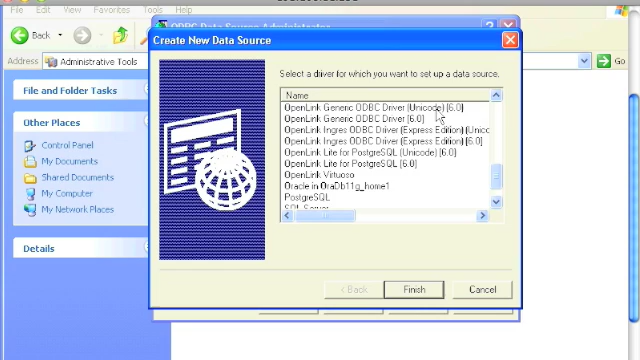 File
Edit
View
Favorites
Tools
Help
Back
ODBC Data Source Administrator
Address
Administrative Tools
Go
File and Folder Tasks
Other Places
Control Panel
My Documents
Shared Documents
My Computer
My Network Places
Details
Create New Data Source
Select a driver for which you want to set up a data source.
Name
OpenLink Generic ODBC Driver (Unicode) [6.0]
OpenLink Generic ODBC Driver [6.0]
OpenLink Ingres ODBC Driver (Express Edition) (Unico
OpenLink Ingres ODBC Driver (Express Edition) [6.0]
OpenLink Lite for PostgreSQL (Unicode) [6.0]
OpenLink Lite for PostgreSQL [6.0]
OpenLink Virtuoso
Oracle in OraDb11g_home1
PostgreSQL
SQL Server
< Back
Finish
Cancel